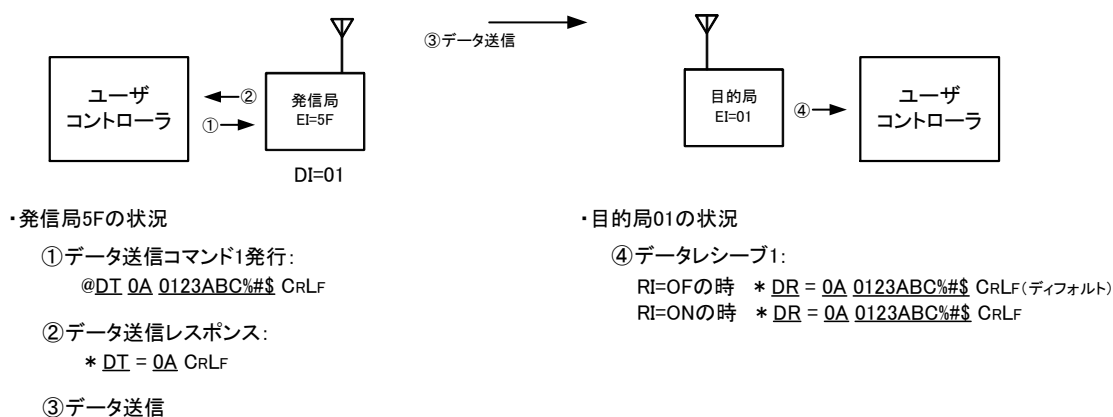 ③データ送信
ユーザ
コントローラ
②
①
発信局
EI=5F
DI=01
目的局
EI=01
④
ユーザ
コントローラ
・発信局5Fの状況
①データ送信コマンド1発行:
@DT 0A 0123ABC%#$ CRLF
②データ送信レスポンス:
* DT = 0A CRLF
③データ送信
・目的局01の状況
④データレシーブ1:
RI=OFの時 * DR = 0A 0123ABC%#$ CRLF(ディフォルト)
RI=ONの時 * DR = 0A 0123ABC%#$ CRLF